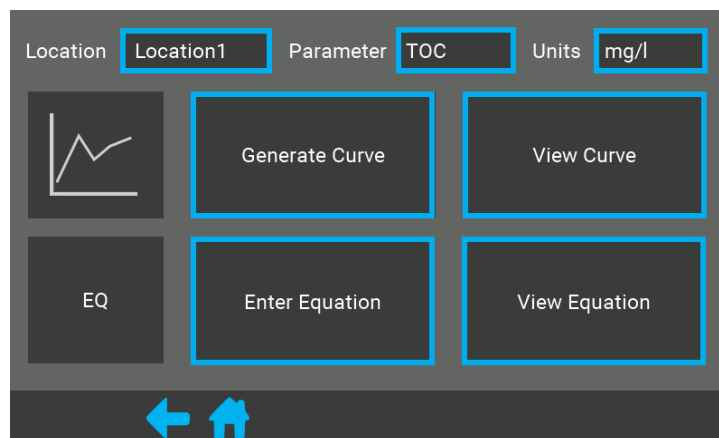 Location Location1 Parameter TOC Units mg/l
Generate Curve View Curve
EQ Enter Equation View Equation